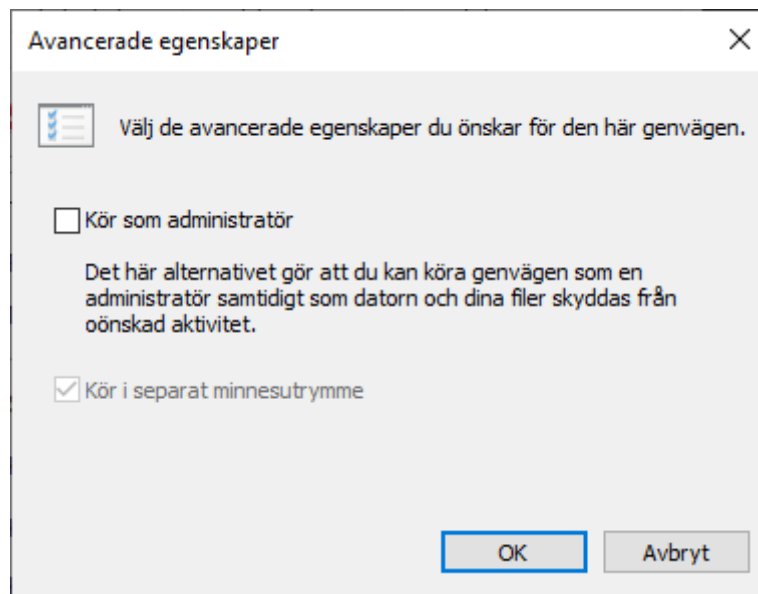 Avancerade egenskaper
Välj de avancerade egenskaper du önskar för den här genvägen.
Kör som administratör
Det här alternativet gör att du kan köra genvägen som en
administratör samtidigt som datorn och dina filer skyddas från
oönskad aktivitet.
Kör i separat minnesutrymme
OK
Avbryt